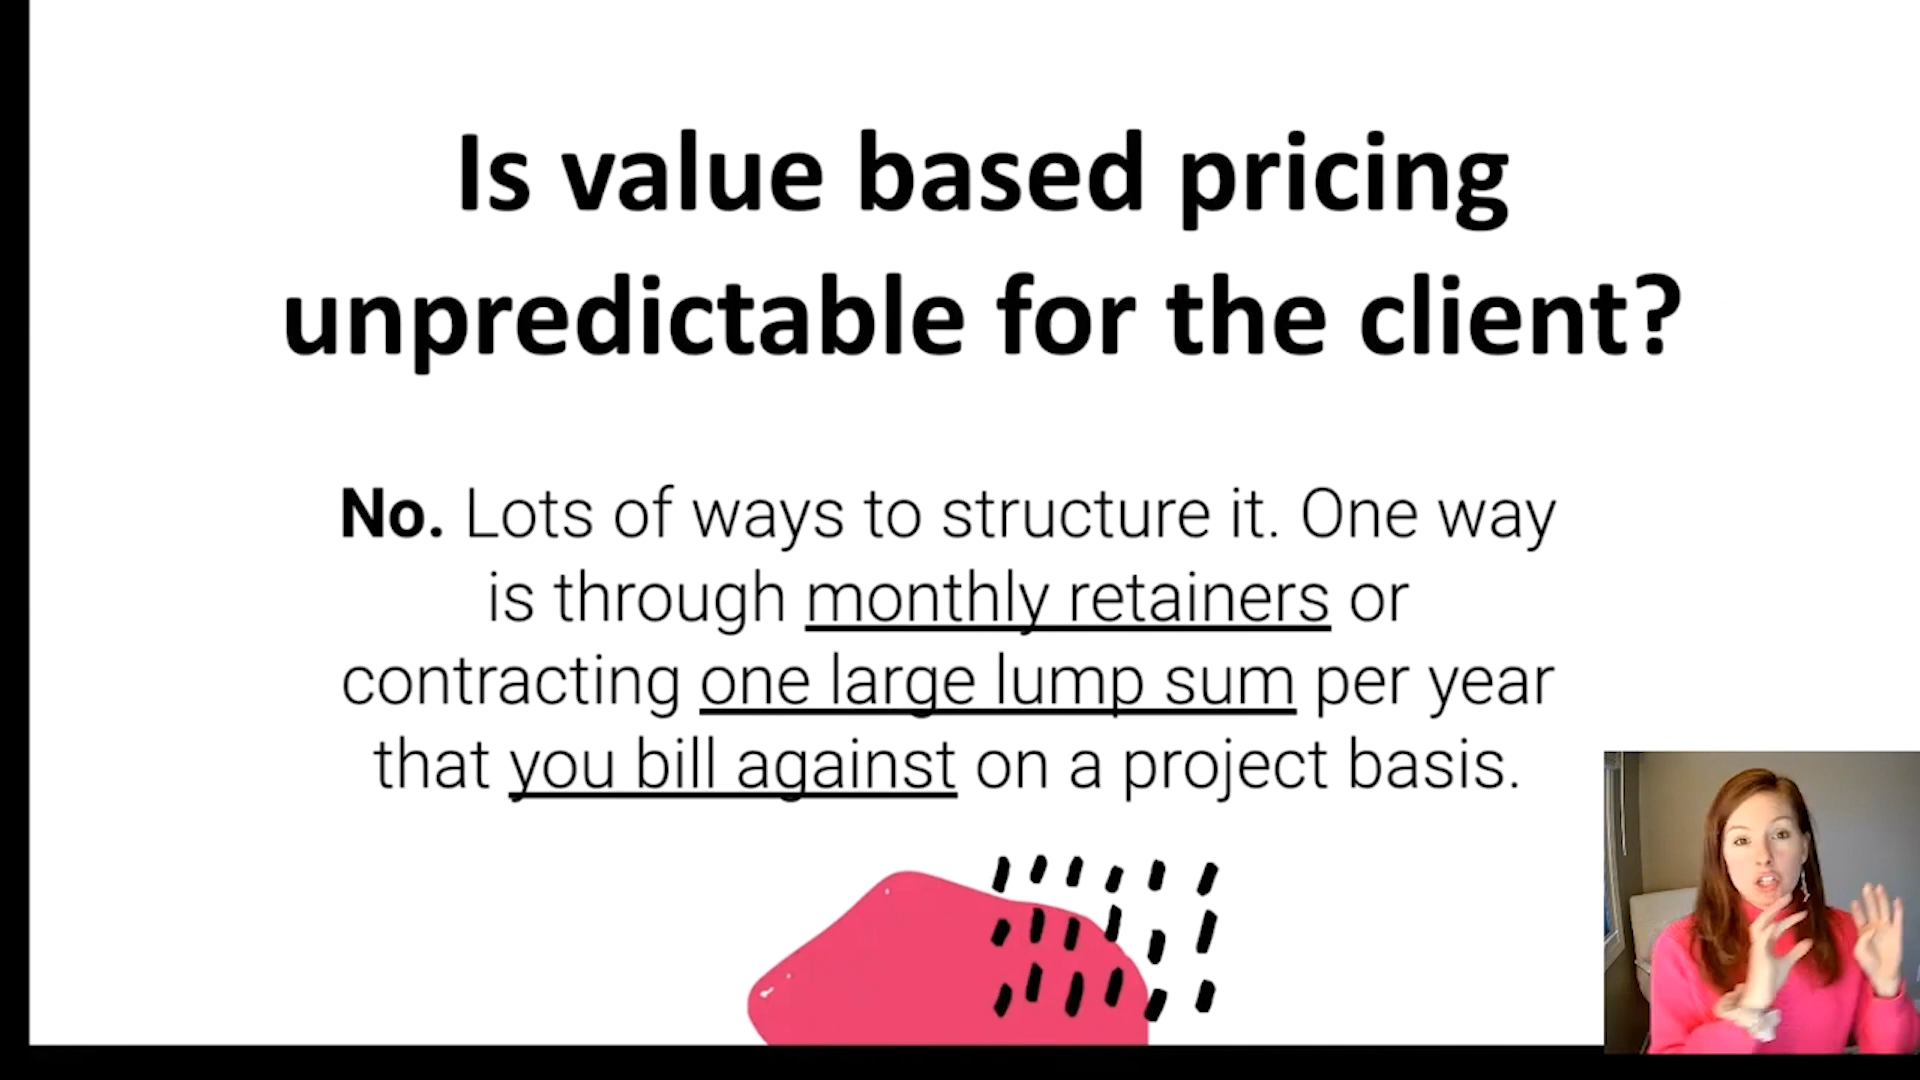 Is value based pricing
unpredictable for the client?
No. Lots of ways to structure it. One way
is through monthly retainers or
contracting one large lump sum per year
that you bill against on a project basis.